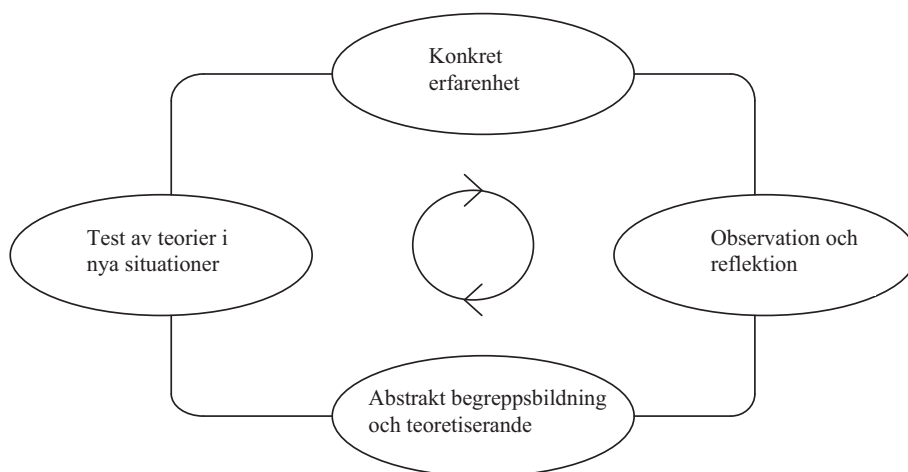 Konkret
erfarenhet
Test av teorier i
nya situationer
Observation och
reflektion
Abstrakt begreppsbildning
och teoretiserande